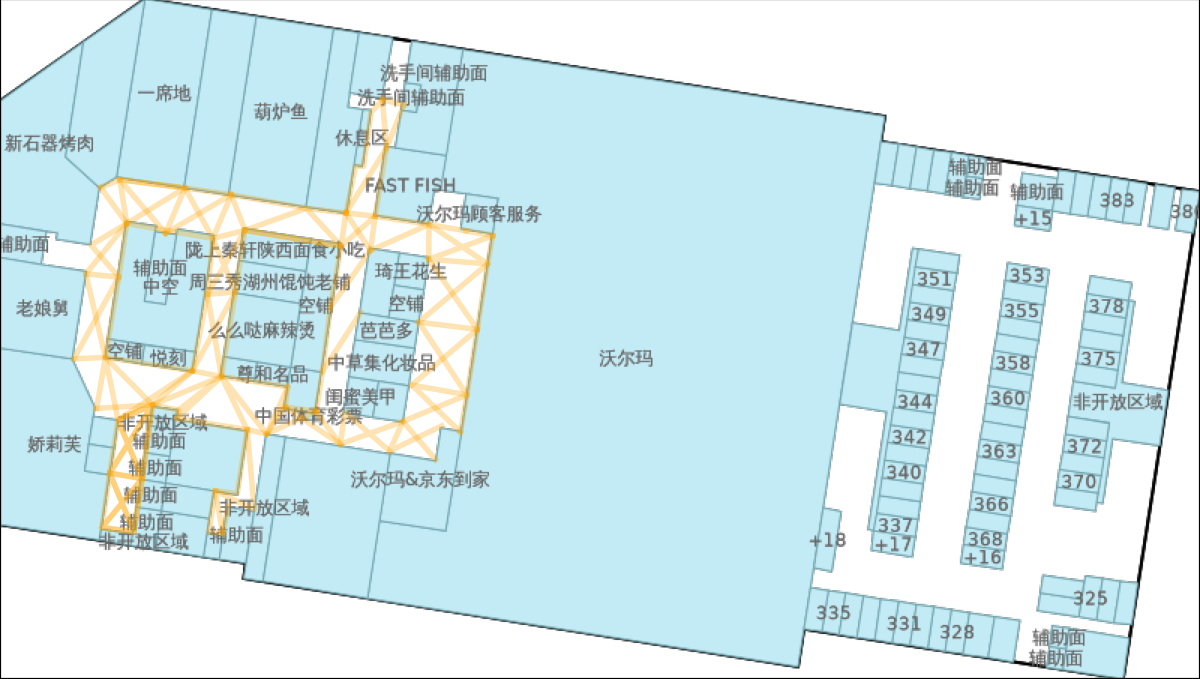 洗手间辅助面
一席地
洗手间辅助面
葫炉鱼
休息区
新石器烤肉
辅助面
383
FAST FISH
辅助面
辅助面
380
沃尔玛顾客服务
+15
辅助面
陇上秦轩陕西面食小吃
辅助面
琦王花生
351
353
中空
周三秀湖州馄饨老铺
空铺
空铺
378
老娘舅
349
355
么么哒麻辣烫
芭芭多
空铺
悦刻
347
沃尔玛
358
375
中草集化妆品
尊和名品
闺蜜美甲
344
360
非开放区域
中国体育彩票
非开放区域
辅助面
娇莉芙
342
363
372
辅助面
340
沃尔玛&京东到家
370
辅助面
非开放区域
366
辅助面
337
辅助面
非开放区域
+18
+17
368
+16
325
335
331
328
辅助面
辅助面